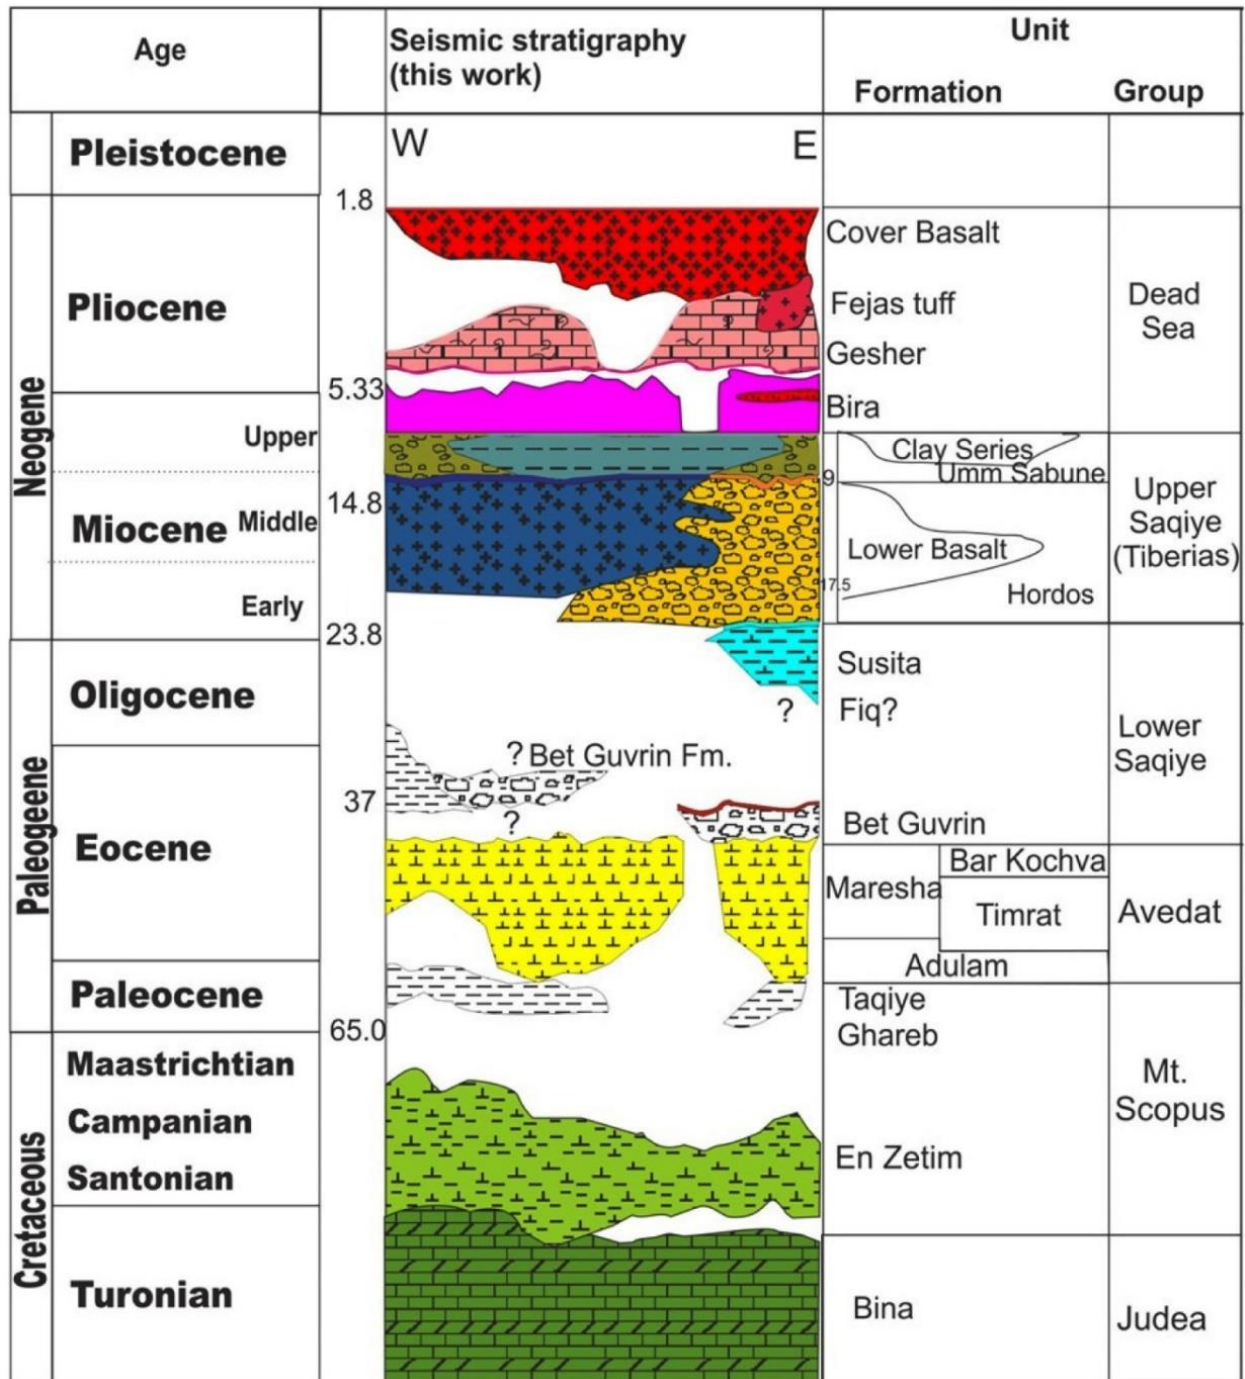 Age
Seismic stratigraphy
(this work)
Unit
Formation
Group
Pleistocene
W
E
1.8
Neogene
Pliocene
Cover Basalt
Fejas tuff
Gesher
Dead
Sea
5.33
Bira
Upper
Clay Series
Umm Sabune
9
14.8
Miocene
Middle
Lower Basalt
Upper
Saqiye
(Tiberias)
17.5
Early
Hordos
23.8
Paleogeene
Oligocene
Susita
?
Fiq?
Lower
Saqiye
? Bet Guvrin Fm.
37
?
Bet Guvrin
Eocene
Bar Kochva
Maresha
Timrat
Avedat
Adulam
Paleocene
Taqiye
Ghareb
65.0
Cretaceous
Maastrichtian
Campanian
Santonian
Mt.
Scopus
En Zetim
Turonian
Bina
Judea